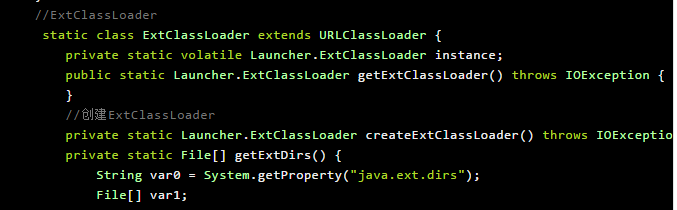 //ExtClassLoader
static class ExtClassLoader extends URLClassLoader {
private static volatile Launcher.ExtClassLoader instance;
public static Launcher.ExtClassLoader getExtClassLoader() throws IOException {
}
//创建ExtClassLoader
private static Launcher.ExtClassLoader createExtClassLoader() throws IOExceptio
private static File[] getExtDirs() {
String var0 = System.getProperty("java.ext.dirs");
File[] var1;